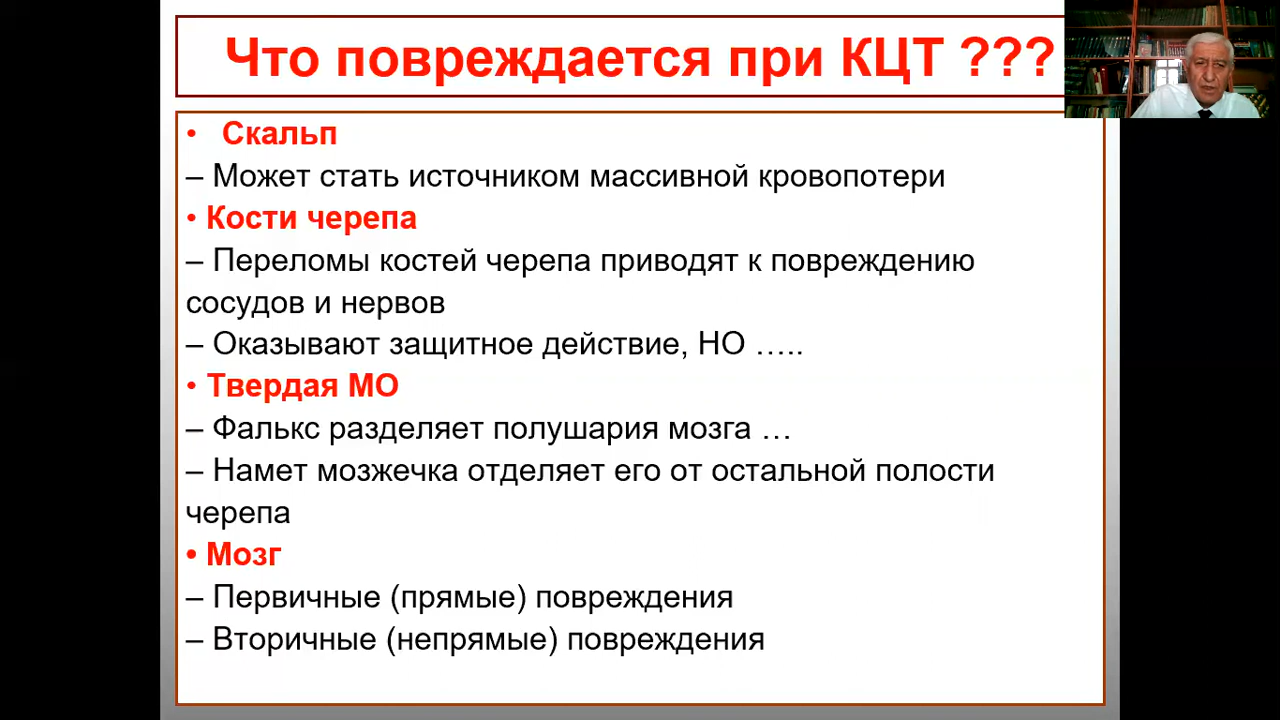 Что повреждается при КЦТ ???
• Скальп
– Может стать источником массивной кровопотери
• Кости черепа
– Переломы костей черепа приводят к повреждению
сосудов и нервов
– Оказывают защитное действие, НО …..
• Твердая МО
– Фалькс разделяет полушария мозга …
– Намет мозжечка отделяет его от остальной полости
черепа
• Мозг
– Первичные (прямые) повреждения
– Вторичные (непрямые) повреждения